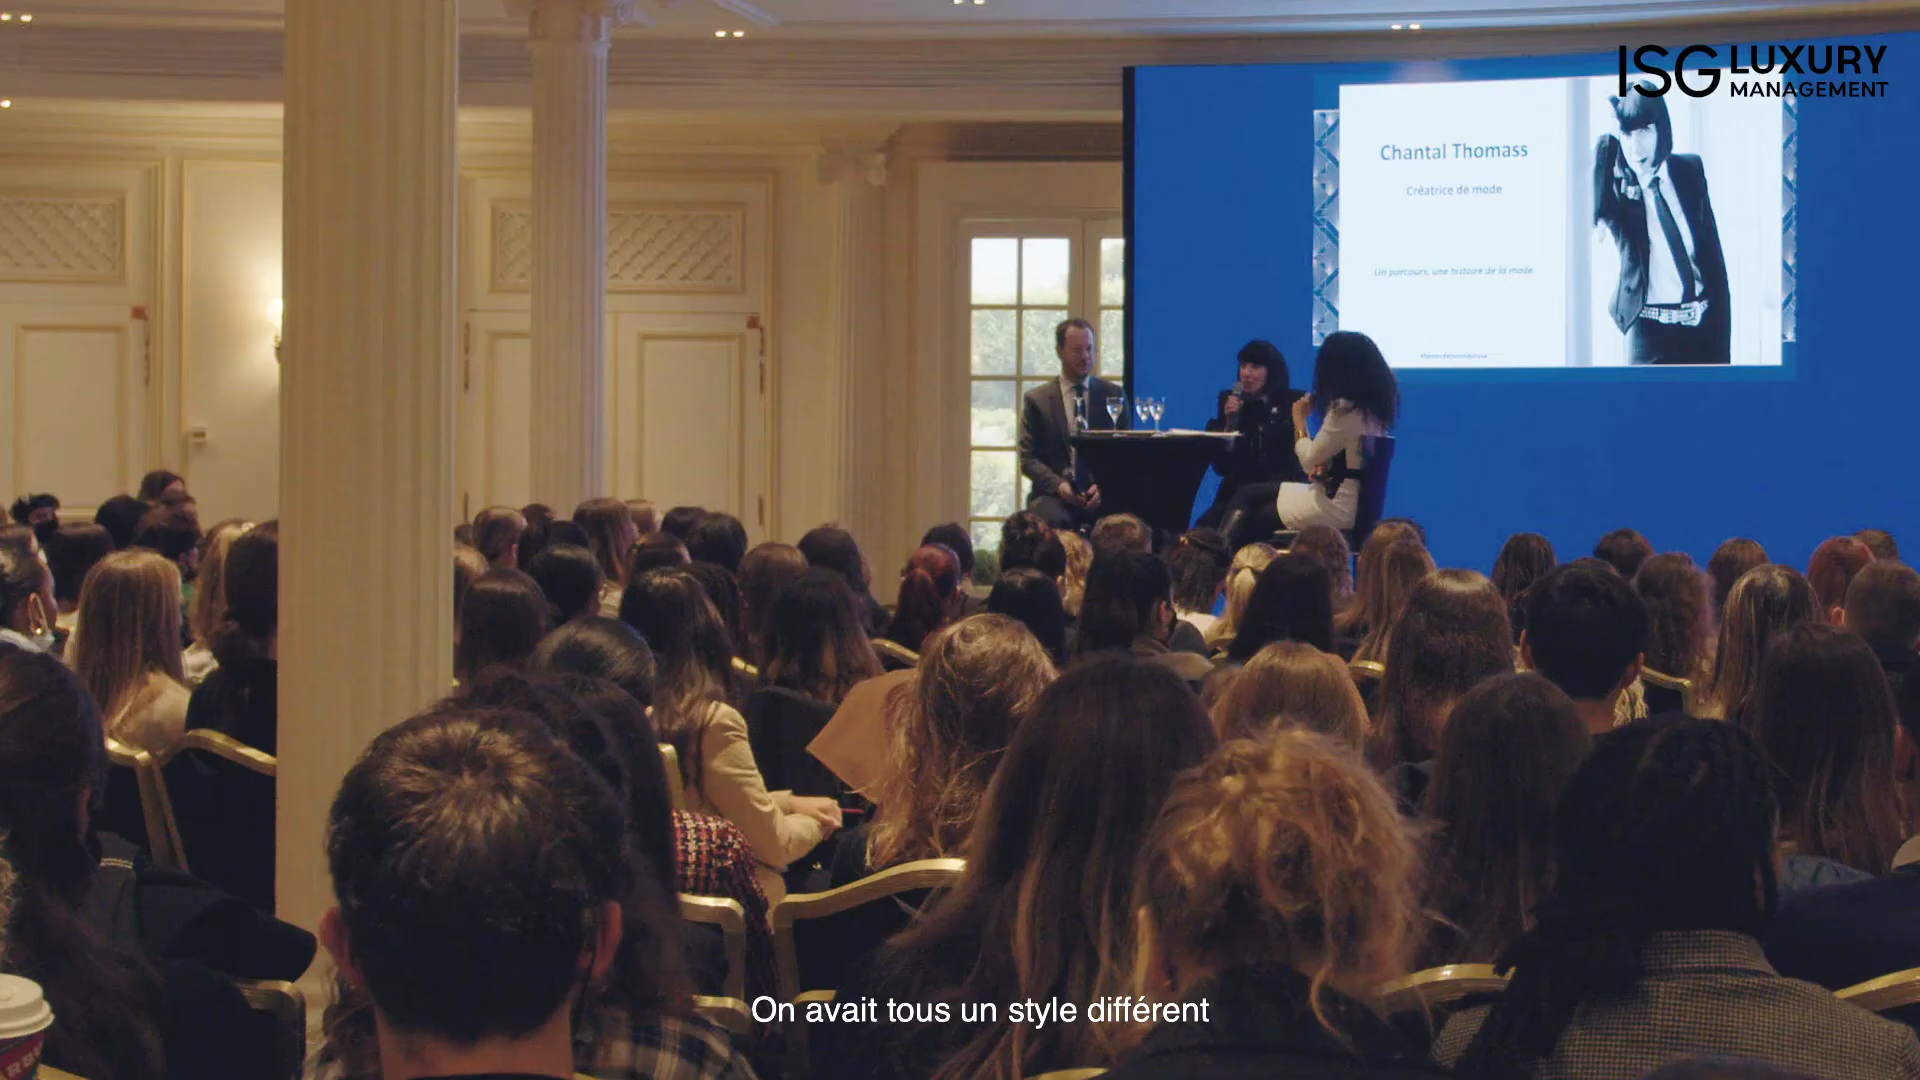 ISG LUXURY
MANAGEMENT
Chantal Thomass
Créatrice de mode
Un parcours, une histoire de la mode
On avait tous un style différent